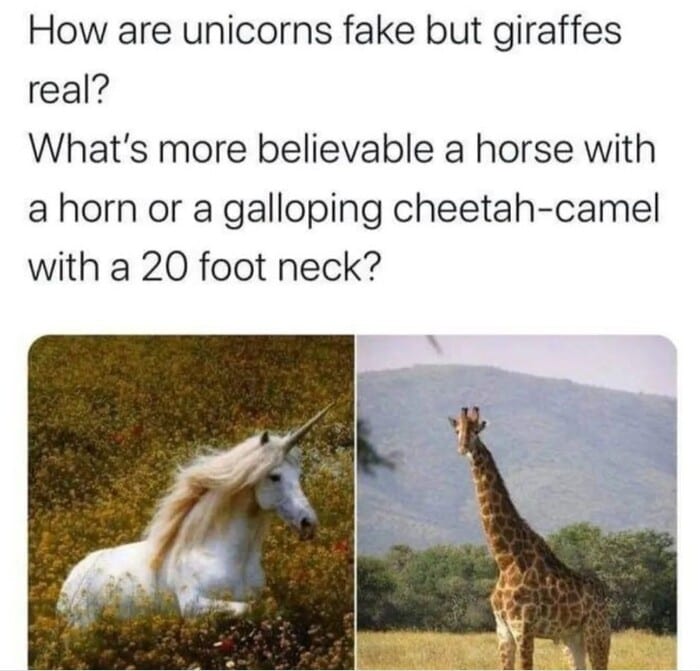 How are unicorns fake but giraffes
real?
What's more believable a horse with
a horn or a galloping cheetah-camel
with a 20 foot neck?